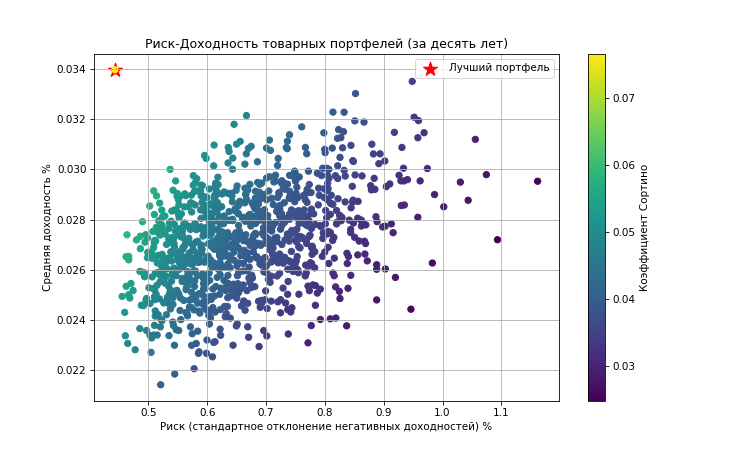 Риск-Доходность товарных портфелей (за десять лет)
Лучший портфель
Средняя доходность %
0.034
0.032
0.030
0.028
0.026
0.024
0.022
0.5 0.6 0.7 0.8 0.9 1.0 1.1
Риск (стандартное отклонение негативных доходностей) %
0.07
0.06
0.05
0.04
0.03
Коэффициент Сортино